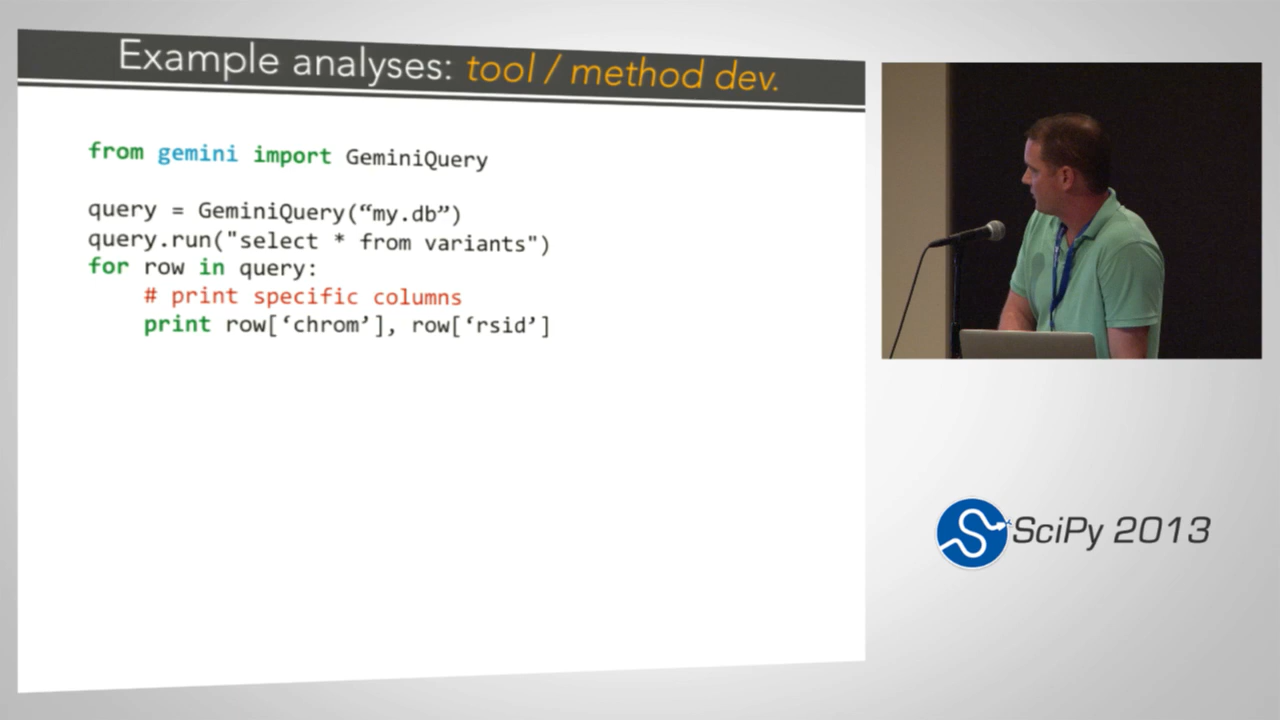 Example analyses: tool / method dev.
from gemini import GeminiQuery
query = GeminiQuery(“my.db”)
query.run("select * from variants")
for row in query:
# print specific columns
print row[‘chrom’], row[‘rsid’]
SciPy 2013